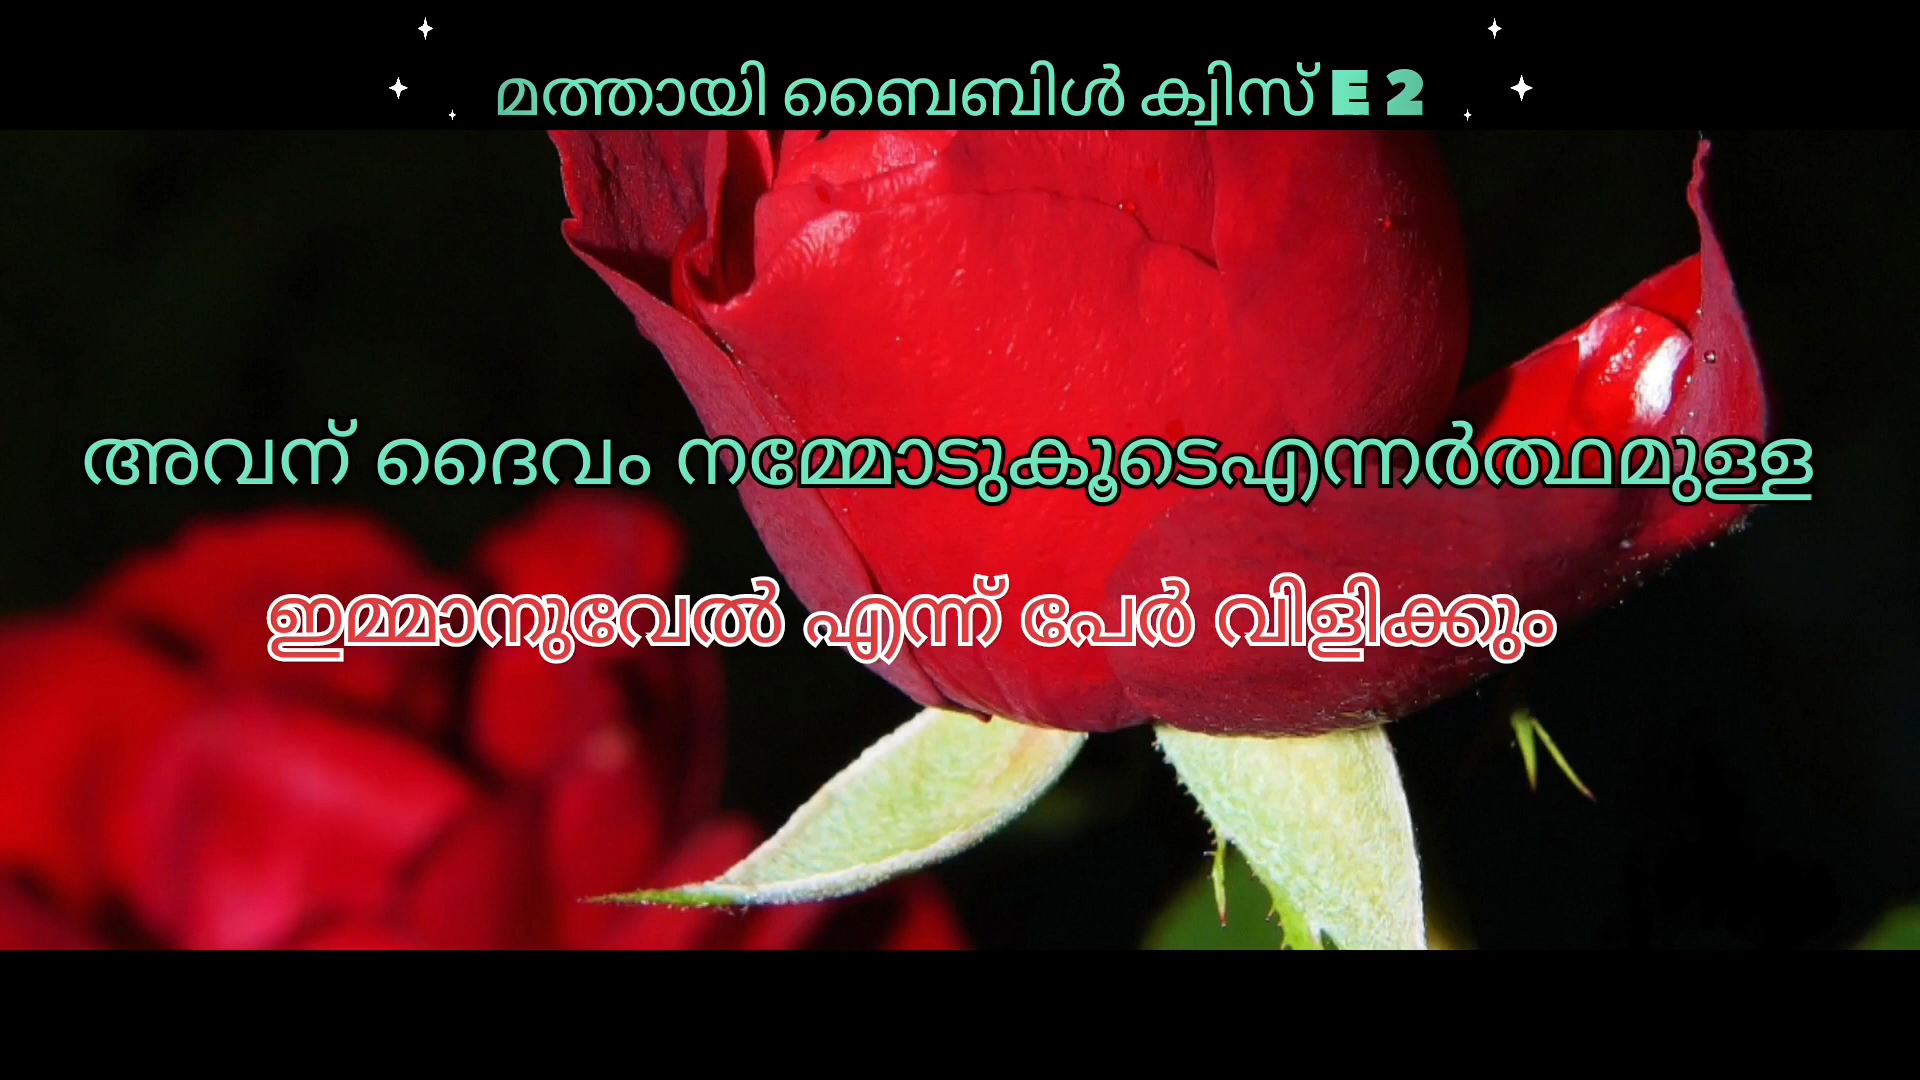 മത്തായി ബൈബിൾ ക്വിസ് E 2
അവന് ദൈവം നമ്മോടുകൂടെഎന്നർത്ഥമുള്ള
ഇമ്മാനുവേൽ എന്ന് പേർ വിളിക്കും